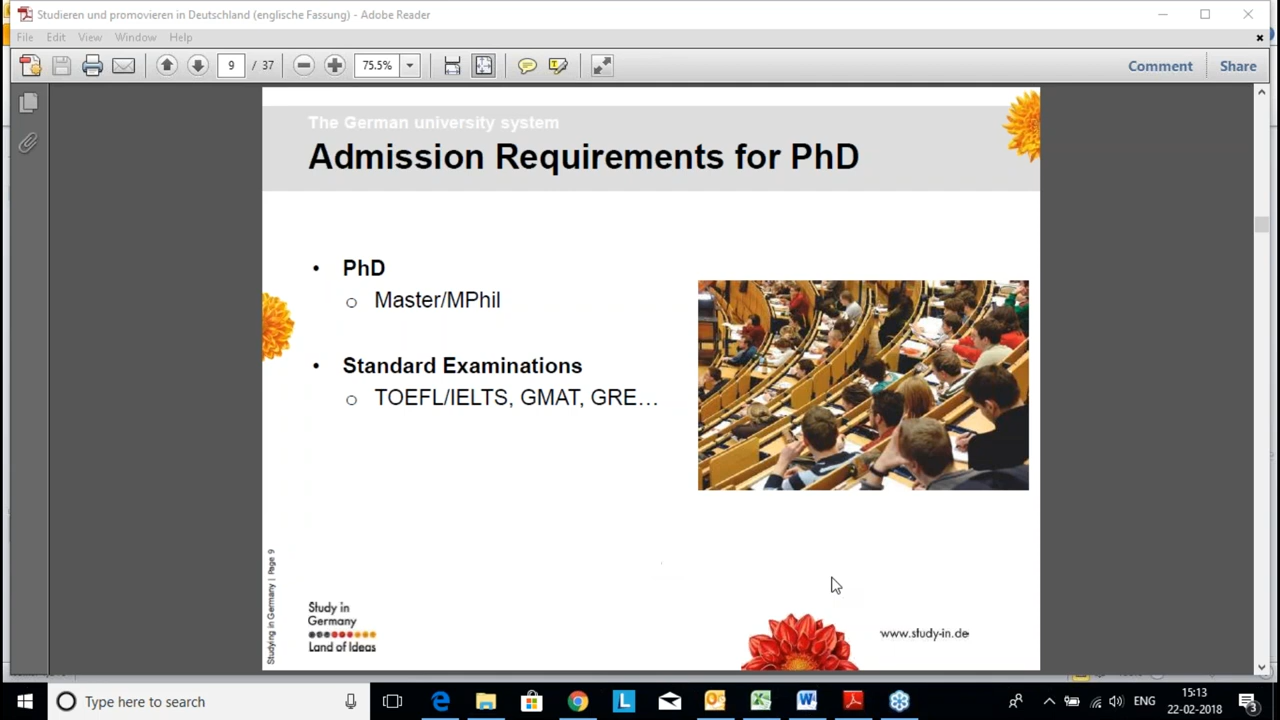 Studieren und promovieren in Deutschland (englische Fassung) - Adobe Reader
File Edit View Window Help
9 / 37 75.5% Comment Share
The German university system
Admission Requirements for PhD
• PhD
o Master/MPhil
• Standard Examinations
o TOEFL/IELTS, GMAT, GRE…
Studying in Germany | Page 9
Study in
Germany
Land of Ideas
www.study-in.de
Type here to search
ENG
15:13
22-02-2018
3